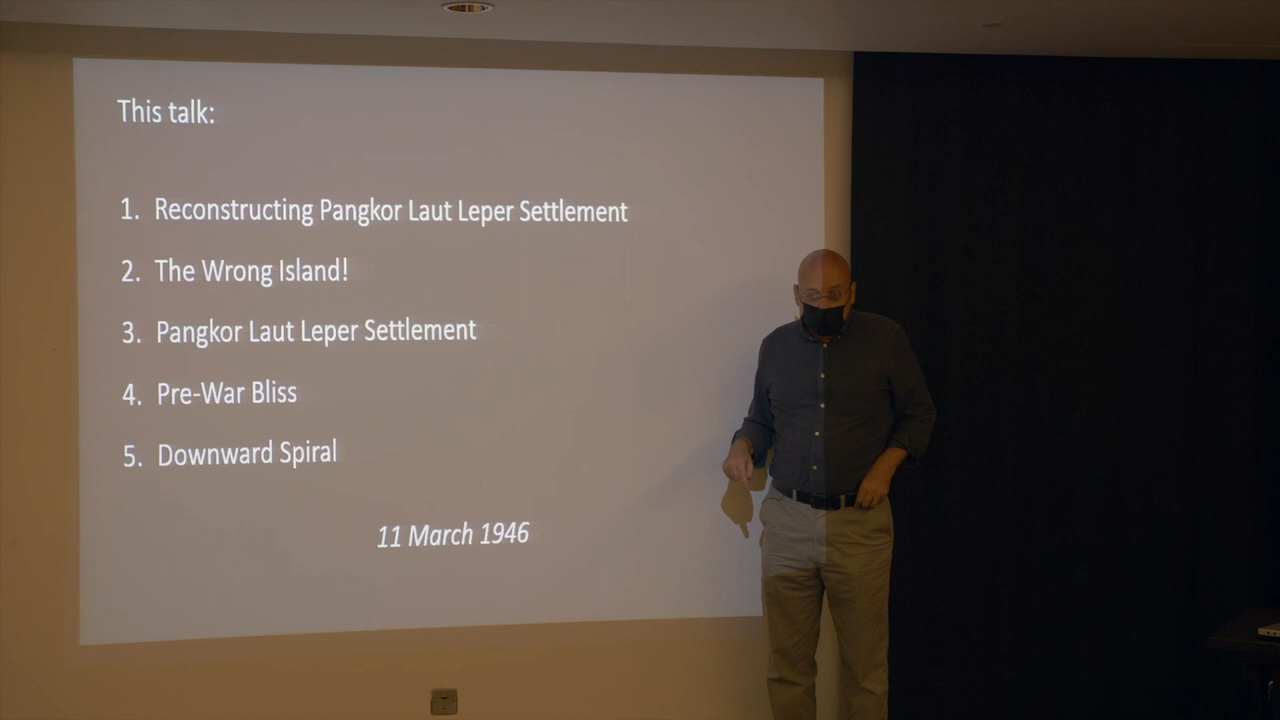 This talk:
1. Reconstructing Pangkor Laut Leper Settlement
2. The Wrong Island!
3. Pangkor Laut Leper Settlement
4. Pre-War Bliss
5. Downward Spiral
11 March 1946